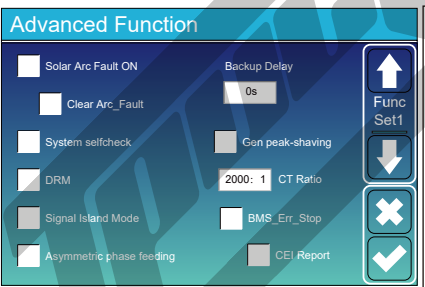 Advanced Function
Solar Arc Fault ON
Backup Delay
Clear Arc_Fault
0s
Func
Set1
System selfcheck
Gen peak-shaving
DRM
2000: 1 CT Ratio
Signal Island Mode
BMS_Err_Stop
Asymmetric phase feeding
CEI Report